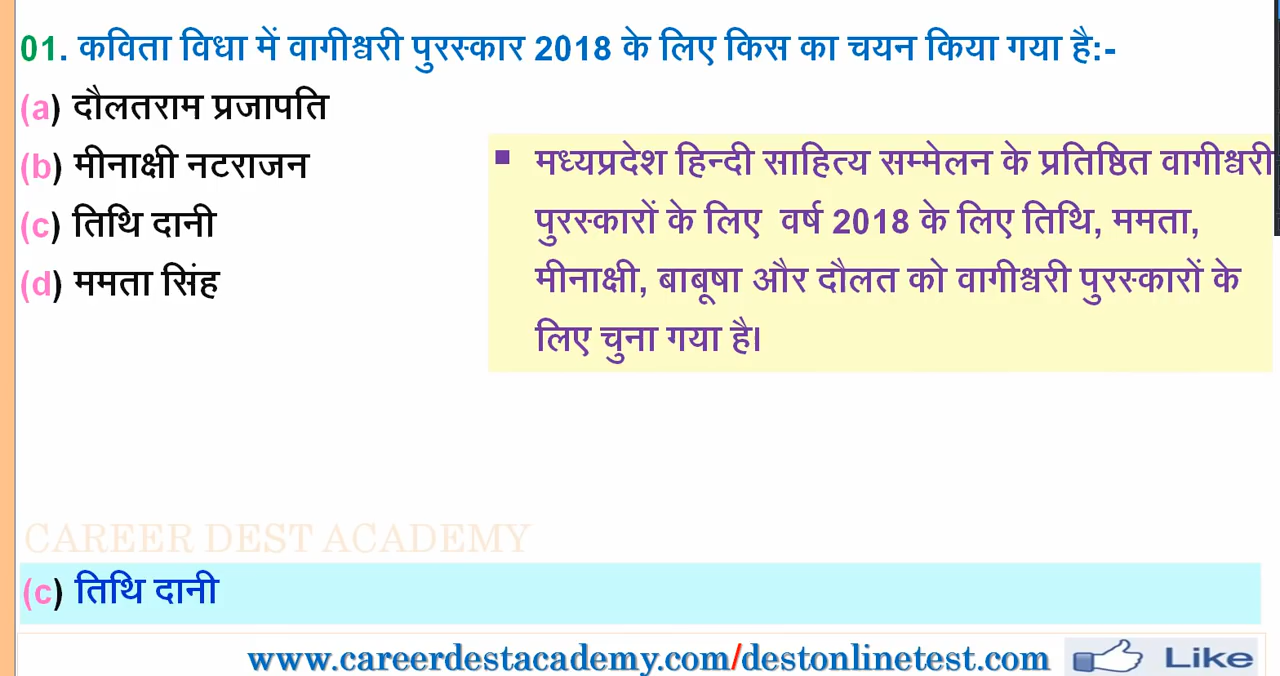 01. कविता विधा में वागीश्वरी पुरस्कार 2018 के लिए किस का चयन किया गया है:-
(a) दौलतराम प्रजापति
(b) मीनाक्षी नटराजन
(c) तिथि दानी
(d) ममता सिंह
▪ मध्यप्रदेश हिन्दी साहित्य सम्मेलन के प्रतिष्ठित वागीश्वरी
पुरस्कारों के लिए वर्ष 2018 के लिए तिथि, ममता,
मीनाक्षी, बाबूषा और दौलत को वागीश्वरी पुरस्कारों के
लिए चुना गया है।
CAREER DEST ACADEMY
(c) तिथि दानी
www.careerdestacademy.com/destonlinetest.com
Like